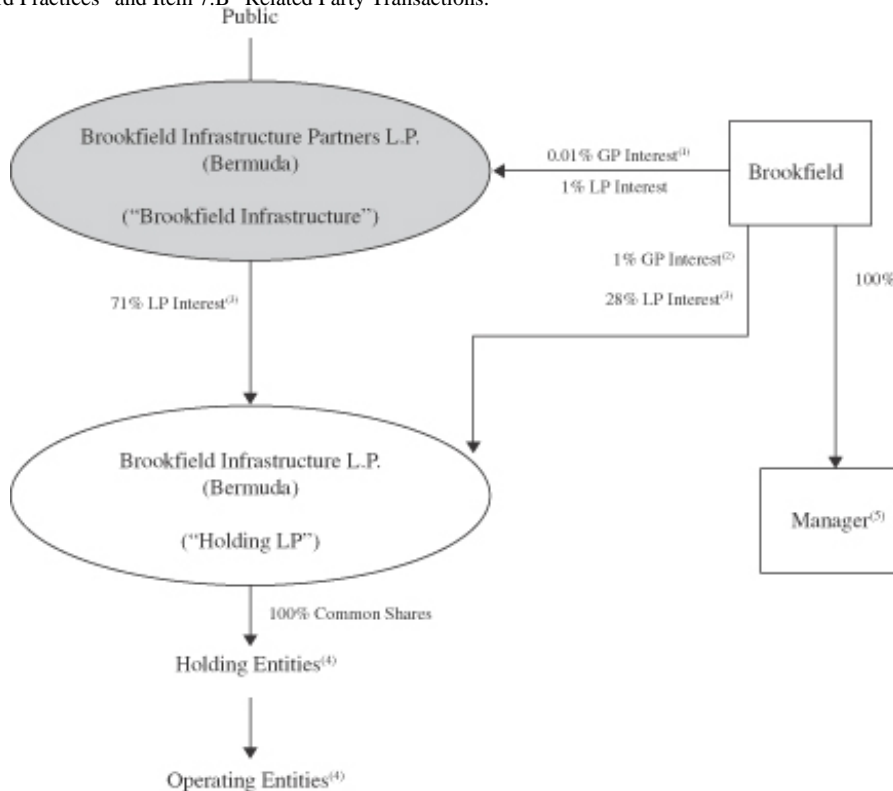 Practices" and Item 7.B "Related Party Transactions.
Public
Brookfield Infrastructure Partners L.P.
(Bermuda)
("Brookfield Infrastructure")
0.01% GP Interest(1)
1% LP Interest
Brookfield
1% GP Interest(2)
28% LP Interest(3)
100%
71% LP Interest(3)
Brookfield Infrastructure L.P.
(Bermuda)
("Holding LP")
Manager(5)
100% Common Shares
Holding Entities(4)
Operating Entities(4)